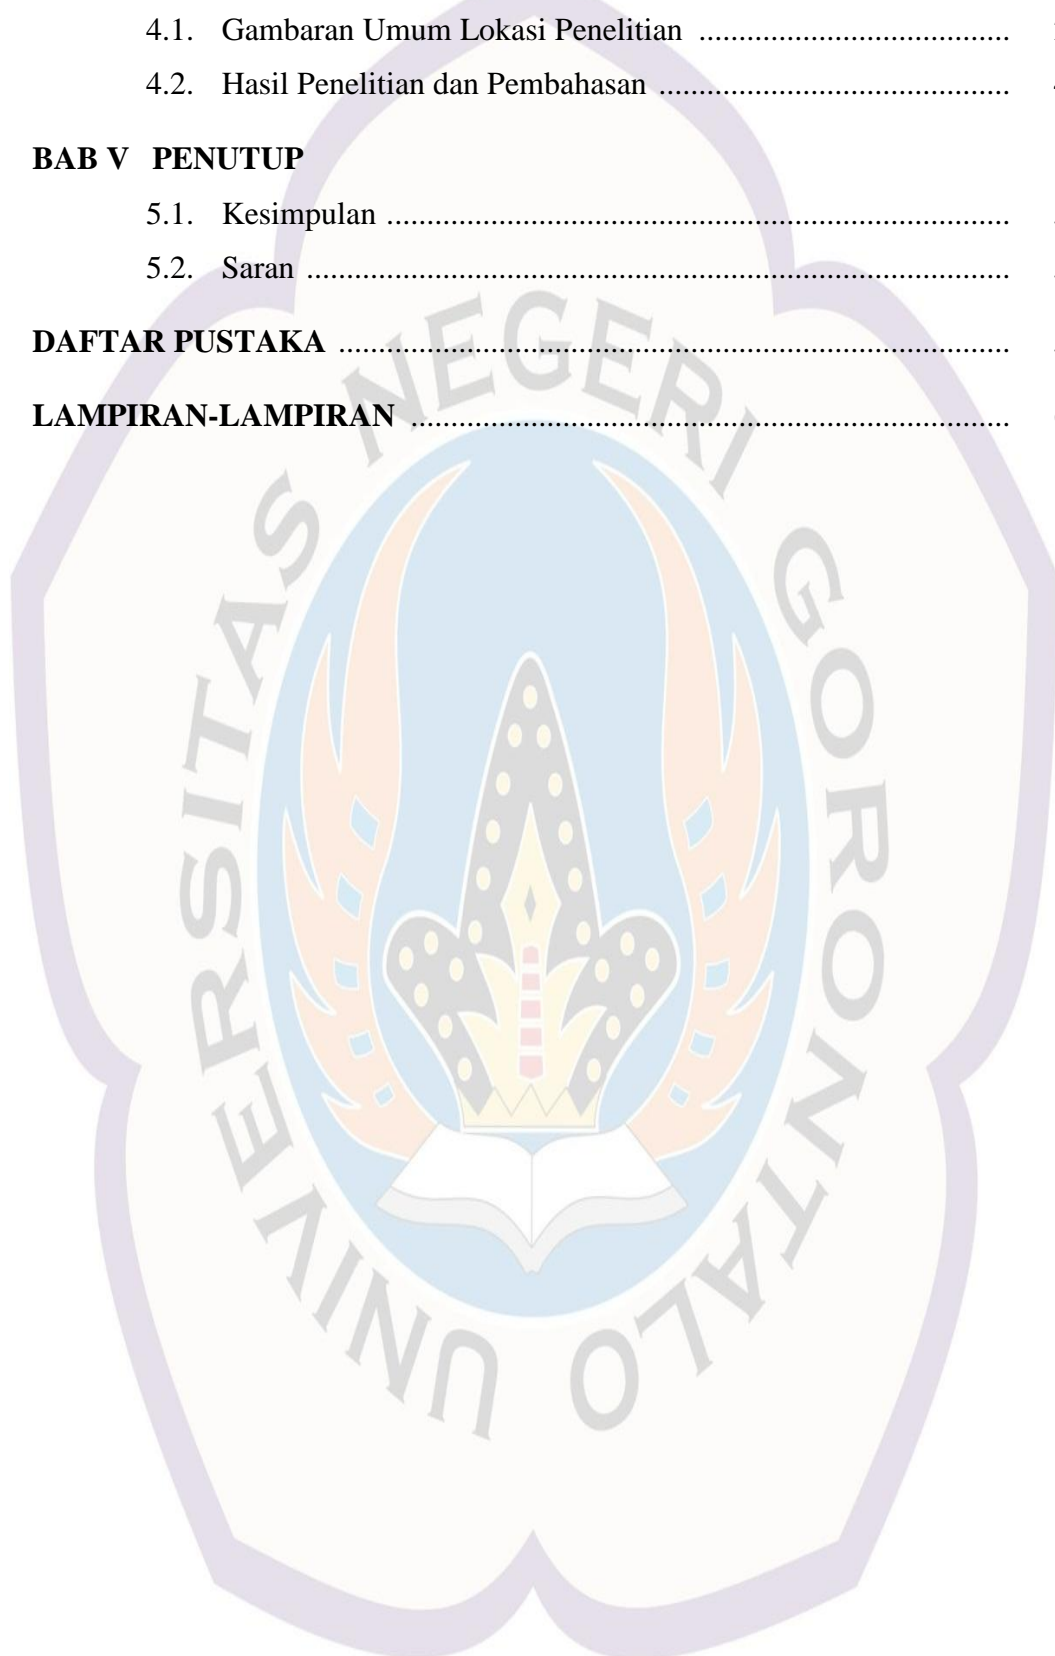 4.1. Gambaran Umum Lokasi Penelitian .......................................
4.2. Hasil Penelitian dan Pembahasan ............................................
BAB V PENUTUP
5.1. Kesimpulan ..............................................................................
5.2. Saran ........................................................................................
DAFTAR PUSTAKA ....................................................................................
LAMPIRAN-LAMPIRAN ...........................................................................
UNIVERSITAS NEGERI GORONTALO